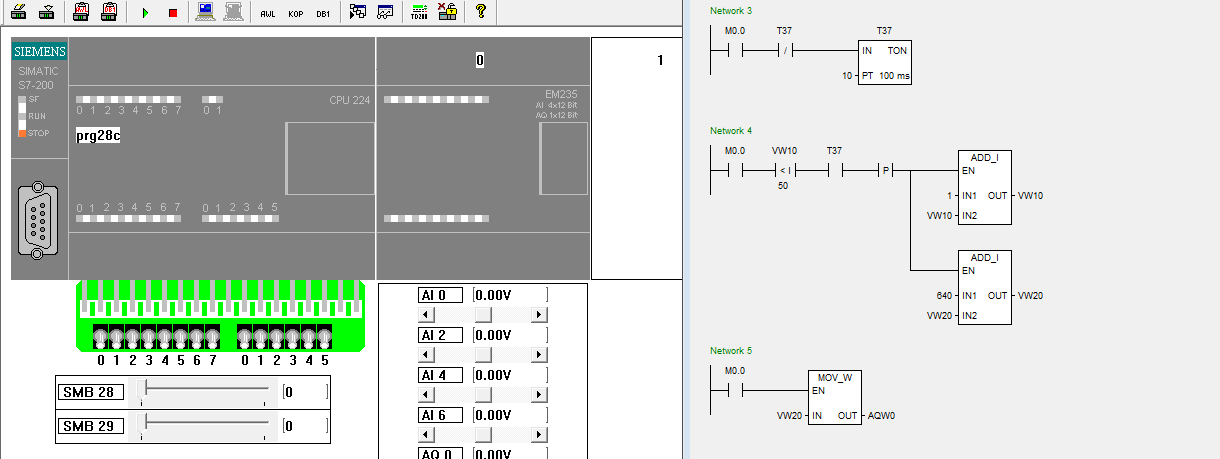 AWL KOP DB1 TD200 ?
SIEMENS
SIMATIC
S7-200
SF
RUN
STOP
0 1 2 3 4 5 6 7 0 1
CPU 224
prg28c
0 1 2 3 4 5 6 7 0 1 2 3 4 5
0
EM235
AI 4x12 Bit
AQ 1x12 Bit
1
0 1 2 3 4 5 6 7 0 1 2 3 4 5
SMB 28 [0 ]
SMB 29 [0 ]
AI 0 [0.00V ]
AI 2 [0.00V ]
AI 4 [0.00V ]
AI 6 [0.00V ]
AQ 0 [0.00V ]
Network 3
M0.0 T37 T37
/ IN TON
10 PT 100 ms
Network 4
M0.0 VW10 T37
ADD_I
<I P EN
50
1 IN1 OUT VW10
VW10 IN2
ADD_I
EN
640 IN1 OUT VW20
VW20 IN2
Network 5
M0.0
MOV_W
EN
VW20 IN OUT AQW0